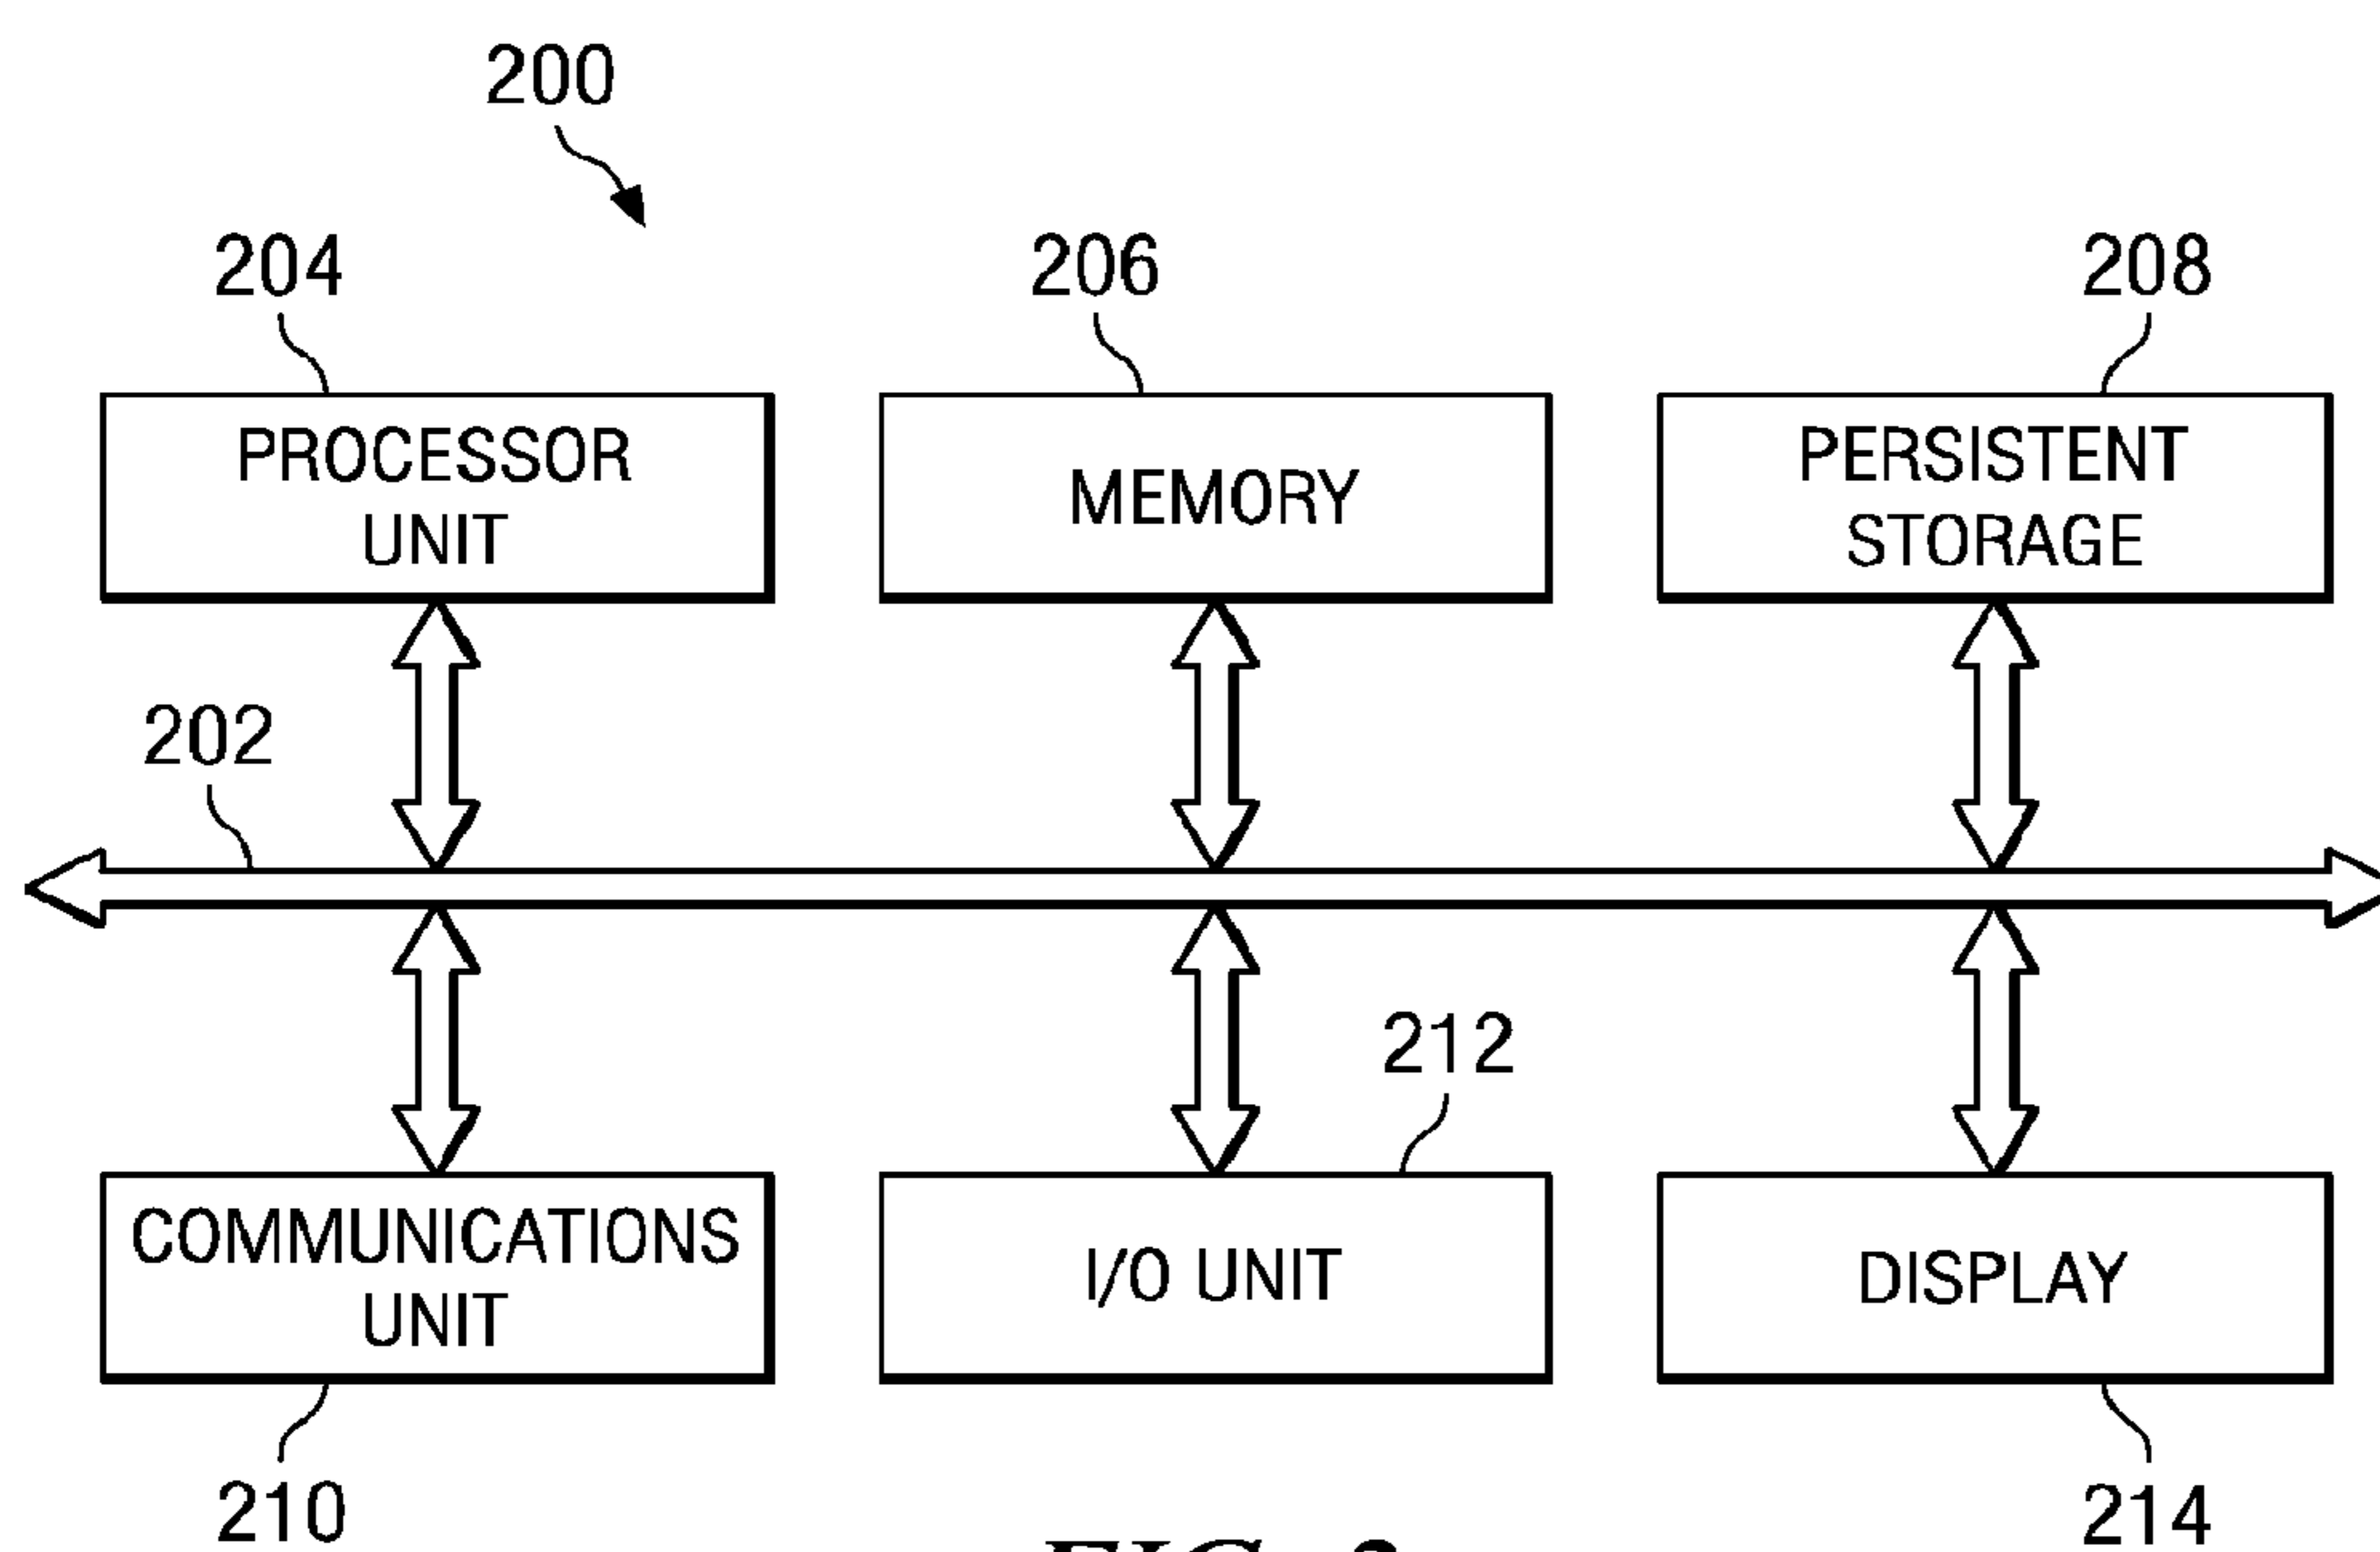 200
204
206
208
PROCESSOR
UNIT
MEMORY
PERSISTENT
STORAGE
202
212
COMMUNICATIONS
UNIT
I/O UNIT
DISPLAY
210
214